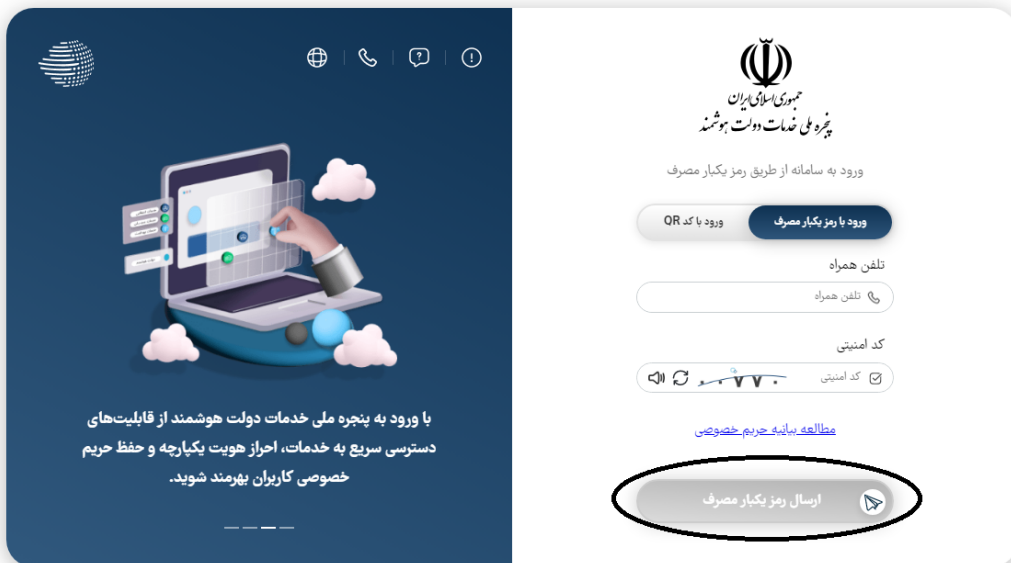 جمهوری اسلامی ایران
پنجره ملی خدمات دولت هوشمند
ورود به سامانه از طریق رمز یکبار مصرف
ورود با رمز یکبار مصرف
ورود با کد QR
تلفن همراه
تلفن همراه
کد امنیتی
کد امنیتی
مطالعه بیانیه حریم خصوصی
ارسال رمز یکبار مصرف
با ورود به پنجره ملی خدمات دولت هوشمند از قابلیت‌های
دسترسی سریع به خدمات، احراز هویت یکپارچه و حفظ حریم
خصوصی کاربران بهرمند شوید.